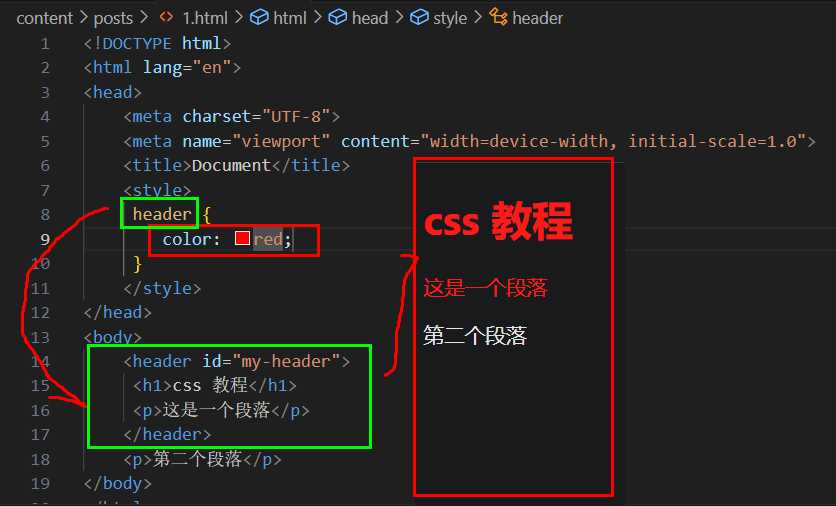 content > posts > <> 1.html > html > head > style > header
1 <!DOCTYPE html>
2 <html lang="en">
3 <head>
4 <meta charset="UTF-8">
5 <meta name="viewport" content="width=device-width, initial-scale=1.0">
6 <title>Document</title>
7 <style>
8 header {
9 color: red;
10 }
11 </style>
12 </head>
13 <body>
14 <header id="my-header">
15 <h1>css 教程</h1>
16 <p>这是一个段落</p>
17 </header>
18 <p>第二个段落</p>
19 </body>
css 教程
这是一个段落
第二个段落